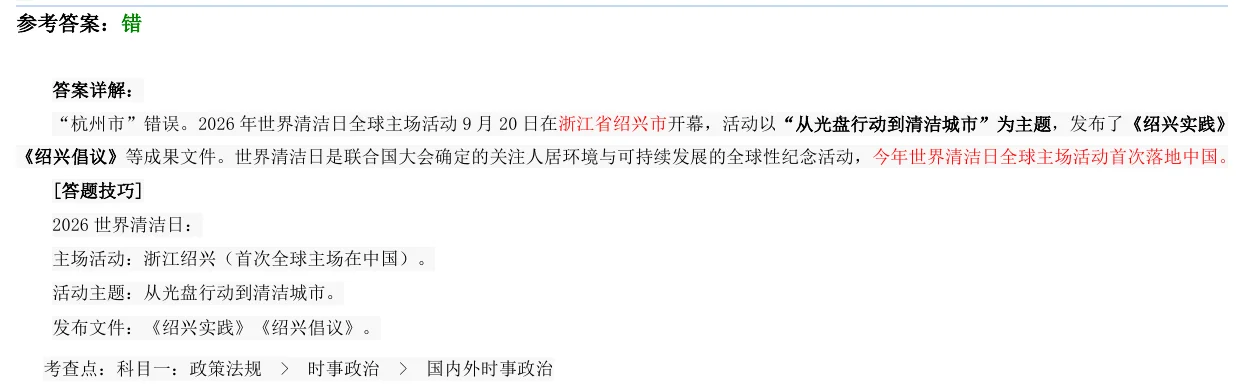 参考答案：错
答案详解：
“杭州市”错误。2026 年世界清洁日全球主场活动 9 月 20 日在浙江省绍兴市开幕，活动以“从光盘行动到清洁城市”为主题，发布了《绍兴实践》
《绍兴倡议》等成果文件。世界清洁日是联合国大会确定的关注人居环境与可持续发展的全球性纪念活动，今年世界清洁日全球主场活动首次落地中国。
[答题技巧]
2026 世界清洁日：
主场活动：浙江绍兴（首次全球主场在中国）。
活动主题：从光盘行动到清洁城市。
发布文件：《绍兴实践》《绍兴倡议》。
考查点：科目一：政策法规 > 时事政治 > 国内外时事政治